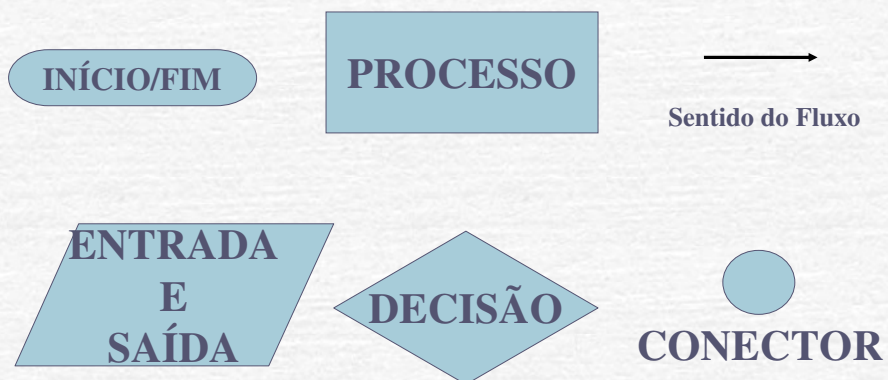 INÍCIO/FIM
PROCESSO
Sentido do Fluxo
ENTRADA
E
SAÍDA
DECISÃO
CONECTOR